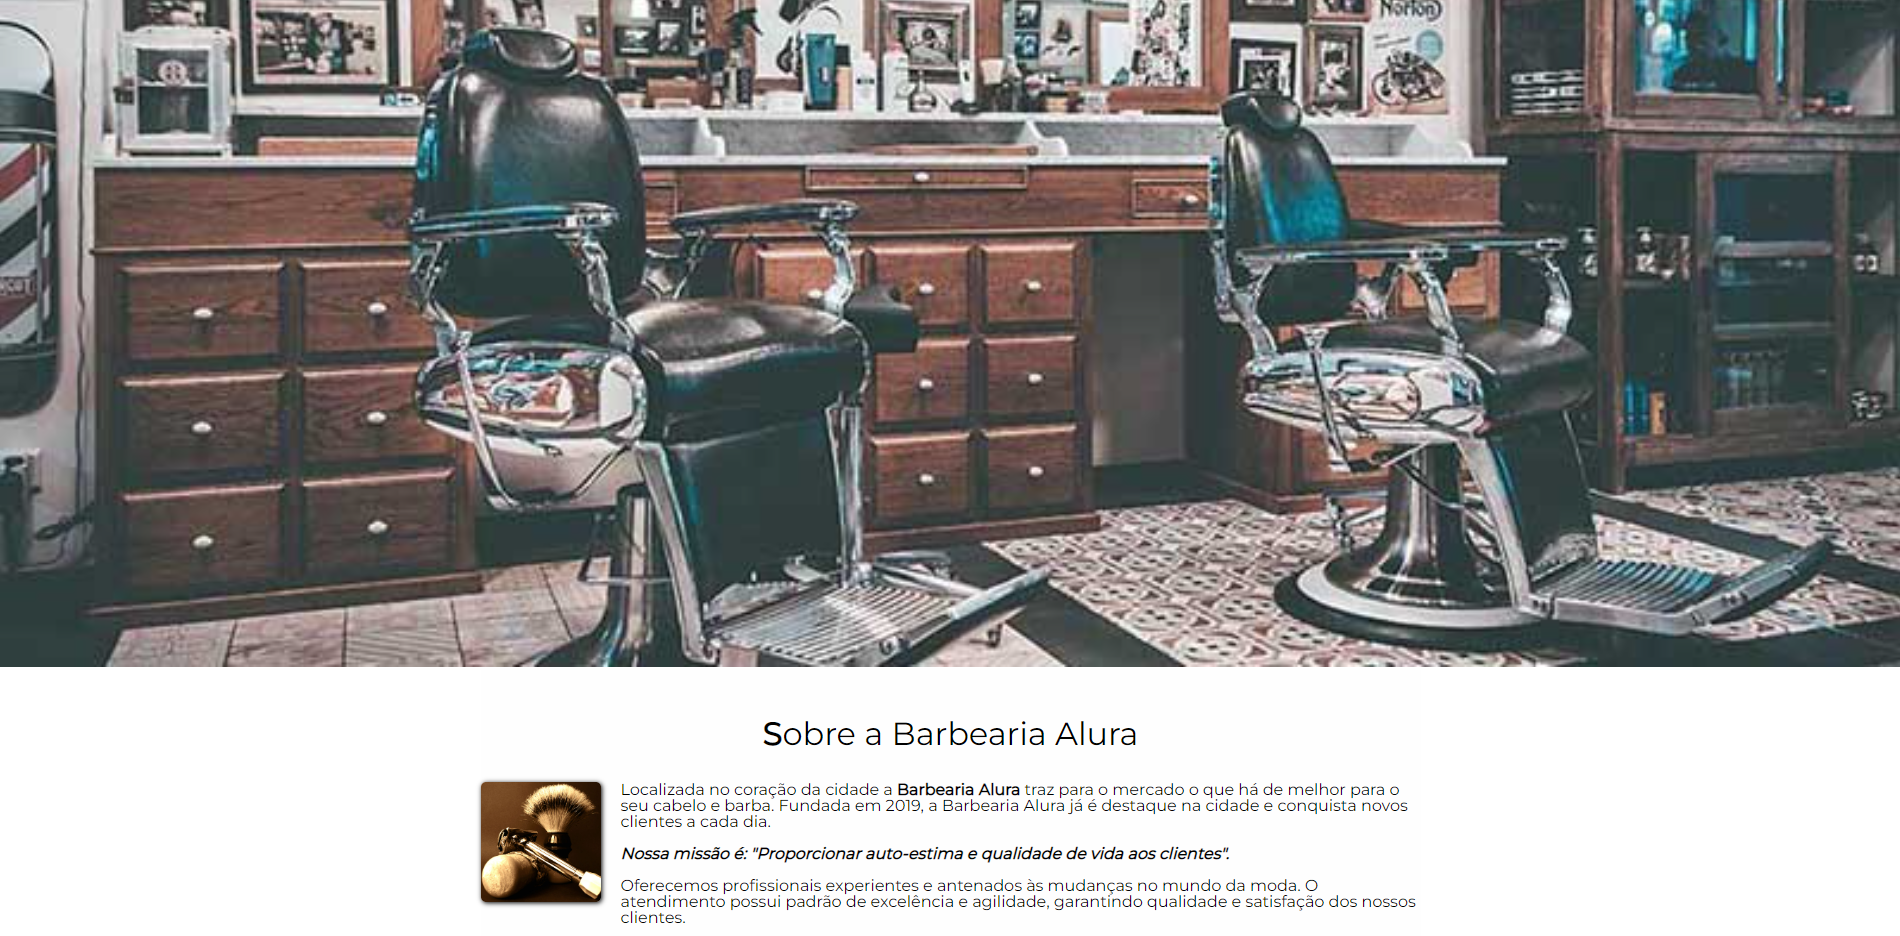 Norton
Sobre a Barbearia Alura
Localizada no coração da cidade a Barbearia Alura traz para o mercado o que há de melhor para o
seu cabelo e barba. Fundada em 2019, a Barbearia Alura já é destaque na cidade e conquista novos
clientes a cada dia.
Nossa missão é: "Proporcionar auto-estima e qualidade de vida aos clientes".
Oferecemos profissionais experientes e antenados às mudanças no mundo da moda. O
atendimento possui padrão de excelência e agilidade, garantindo qualidade e satisfação dos nossos
clientes.